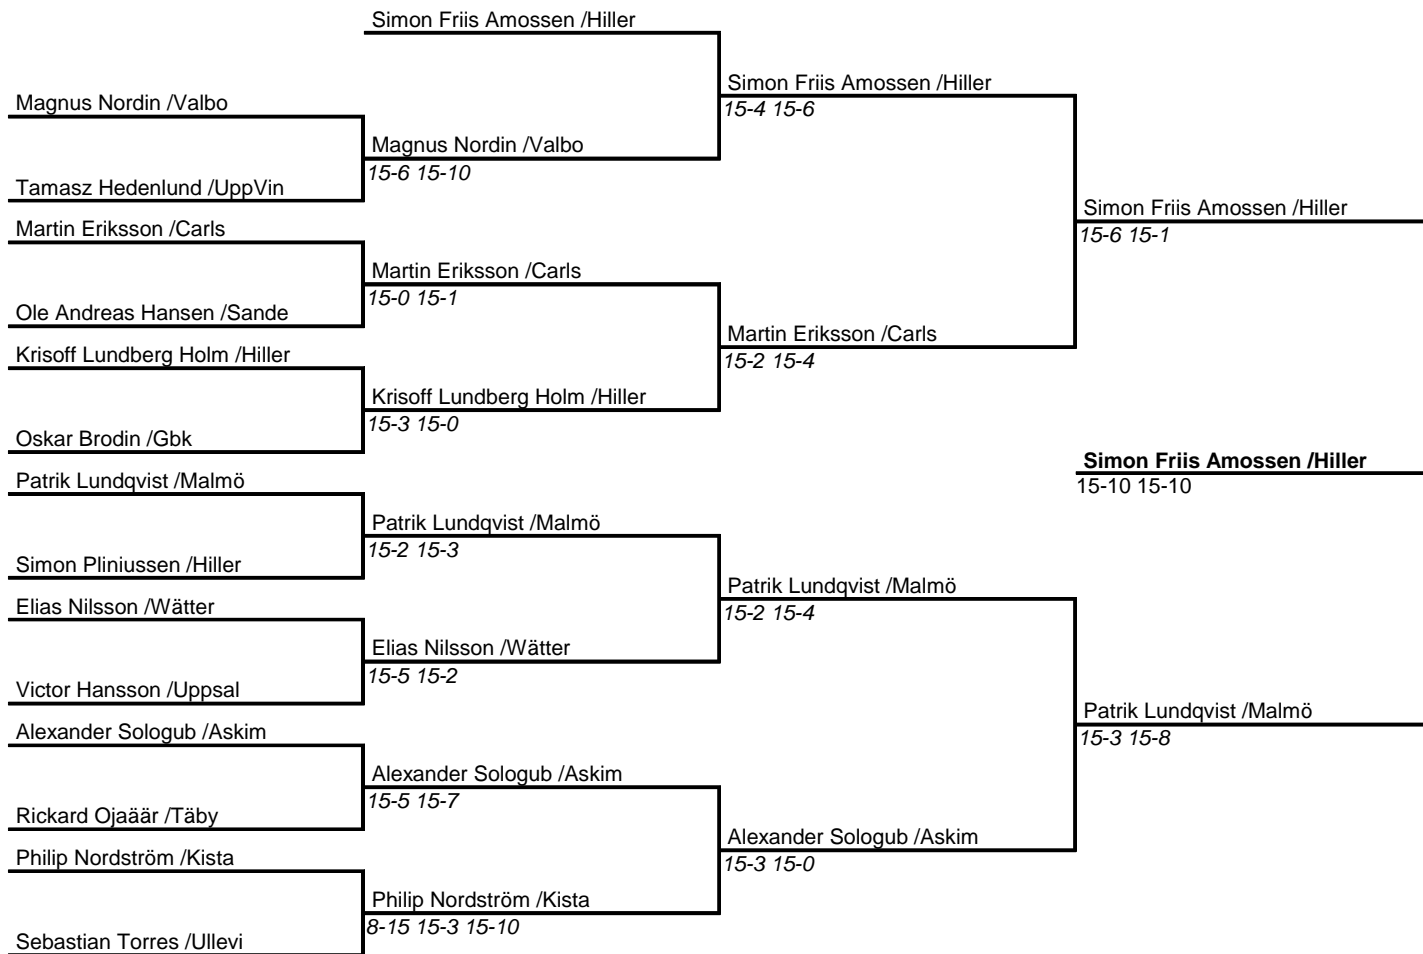 Simon Friis Amossen /Hiller
Simon Friis Amossen /Hiller
15-4 15-6
Magnus Nordin /Valbo
Magnus Nordin /Valbo
15-6 15-10
Tamasz Hedenlund /UppVin
Simon Friis Amossen /Hiller
15-6 15-1
Martin Eriksson /Carls
Martin Eriksson /Carls
15-0 15-1
Ole Andreas Hansen /Sande
Martin Eriksson /Carls
15-2 15-4
Krisoff Lundberg Holm /Hiller
Krisoff Lundberg Holm /Hiller
15-3 15-0
Oskar Brodin /Gbk
Simon Friis Amossen /Hiller
15-10 15-10
Patrik Lundqvist /Malmö
Patrik Lundqvist /Malmö
15-2 15-3
Simon Pliniussen /Hiller
Patrik Lundqvist /Malmö
15-2 15-4
Elias Nilsson /Wätter
Elias Nilsson /Wätter
15-5 15-2
Victor Hansson /Uppsal
Patrik Lundqvist /Malmö
15-3 15-8
Alexander Sologub /Askim
Alexander Sologub /Askim
15-5 15-7
Rickard Ojaäär /Täby
Alexander Sologub /Askim
15-3 15-0
Philip Nordström /Kista
Philip Nordström /Kista
8-15 15-3 15-10
Sebastian Torres /Ullevi